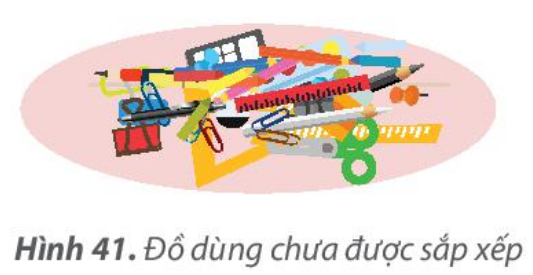 Hình 41. Đồ dùng chưa được sắp xếp